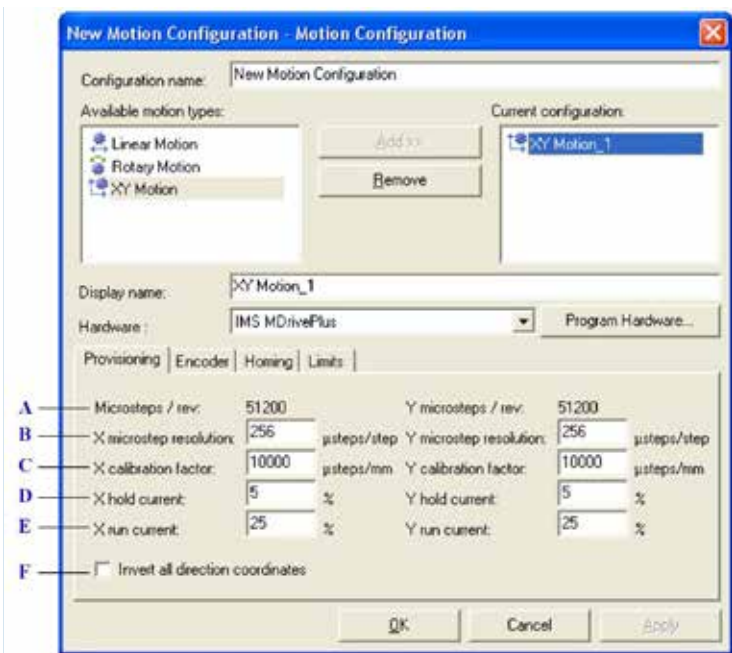 New Motion Configuration - Motion Configuration
Configuration name: New Motion Configuration
Available motion types: Current configuration:
Linear Motion
Rotary Motion
XY Motion
Add >>
Remove
XY Motion_1
Display name: XY Motion_1
Hardware : IMS MDrivePlus Program Hardware...
Provisioning Encoder Homing Limits
A Microsteps / rev: 51200 Y microsteps / rev: 51200
B X microstep resolution: 256 µsteps/step Y microstep resolution: 256 µsteps/step
C X calibration factor: 10000 µsteps/mm Y calibration factor: 10000 µsteps/mm
D X hold current: 5 % Y hold current: 5 %
E X run current: 25 % Y run current: 25 %
F Invert all direction coordinates
OK Cancel Apply